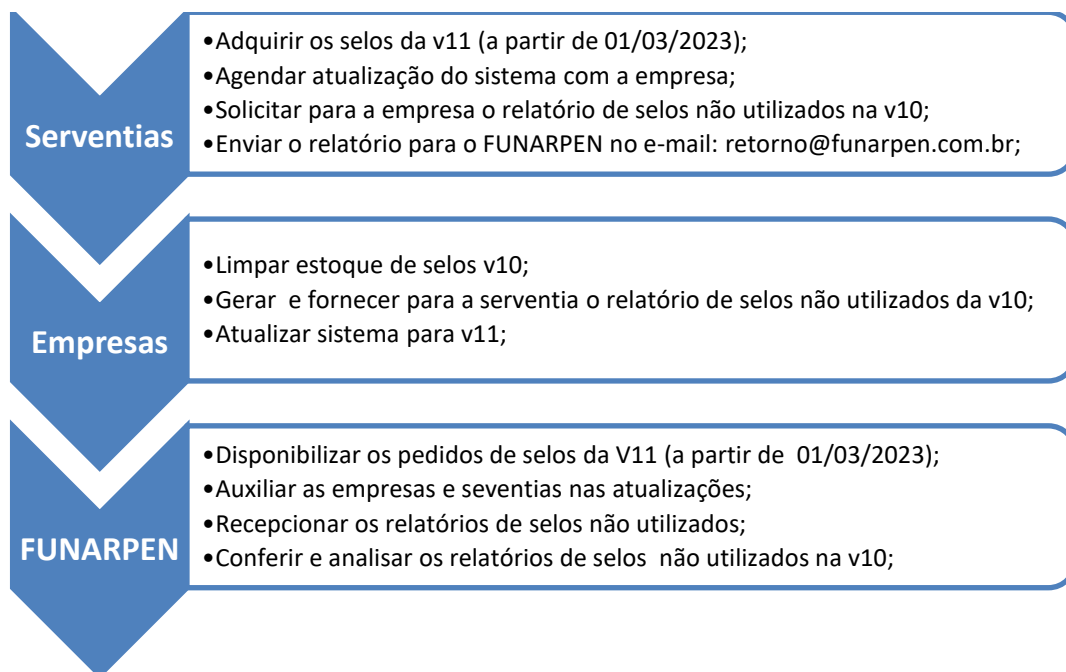 Serventias
•Adquirir os selos da v11 (a partir de 01/03/2023);
•Agendar atualização do sistema com a empresa;
•Solicitar para a empresa o relatório de selos não utilizados na v10;
•Enviar o relatório para o FUNARPEN no e-mail: retorno@funarpen.com.br;
Empresas
•Limpar estoque de selos v10;
•Gerar e fornecer para a serventia o relatório de selos não utilizados da v10;
•Atualizar sistema para v11;
FUNARPEN
•Disponibilizar os pedidos de selos da V11 (a partir de 01/03/2023);
•Auxiliar as empresas e seventias nas atualizações;
•Recepcionar os relatórios de selos não utilizados;
•Conferir e analisar os relatórios de selos não utilizados na v10;